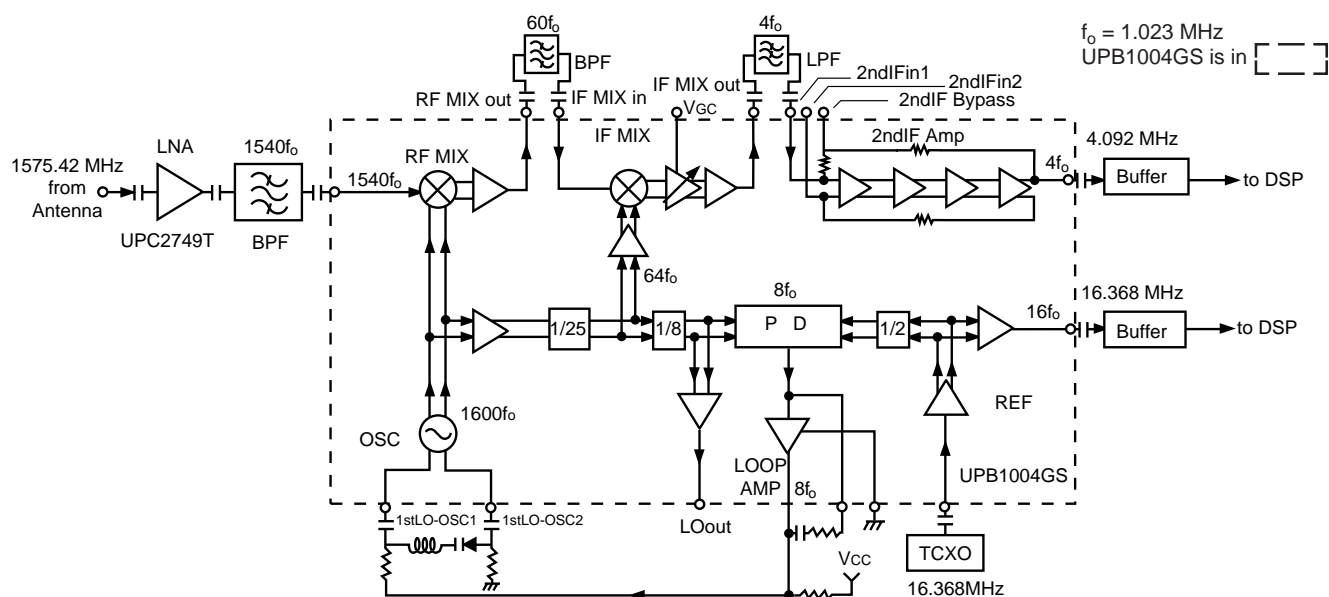 60fₒ
BPF
RF MIX out
IF MIX in
4fₒ
LPF
IF MIX out
2ndIFin1
2ndIFin2
2ndIF Bypass
fₒ = 1.023 MHz
UPB1004GS is in
VGC
IF MIX
2ndIF Amp
4.092 MHz
1575.42 MHz
from
Antenna
LNA
UPC2749T
1540fₒ
BPF
1540fₒ
RF MIX
4fₒ
Buffer
to DSP
64fₒ
1/25
1/8
8fₒ
P D
1/2
16fₒ
16.368 MHz
Buffer
to DSP
OSC
1600fₒ
LOOP
AMP
8fₒ
REF
UPB1004GS
1stLO-OSC1
1stLO-OSC2
LOout
VCC
TCXO
16.368MHz